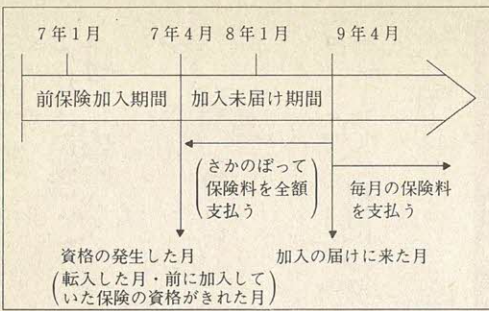 7年1月 7年4月 8年1月 9年4月
前保険加入期間 加入未届け期間
(さかのぼって
保険料を全額
支払う)
毎月の保険料
を支払う
資格の発生した月
(転入した月・前に加入して
いた保険の資格がきれた月)
加入の届けに来た月